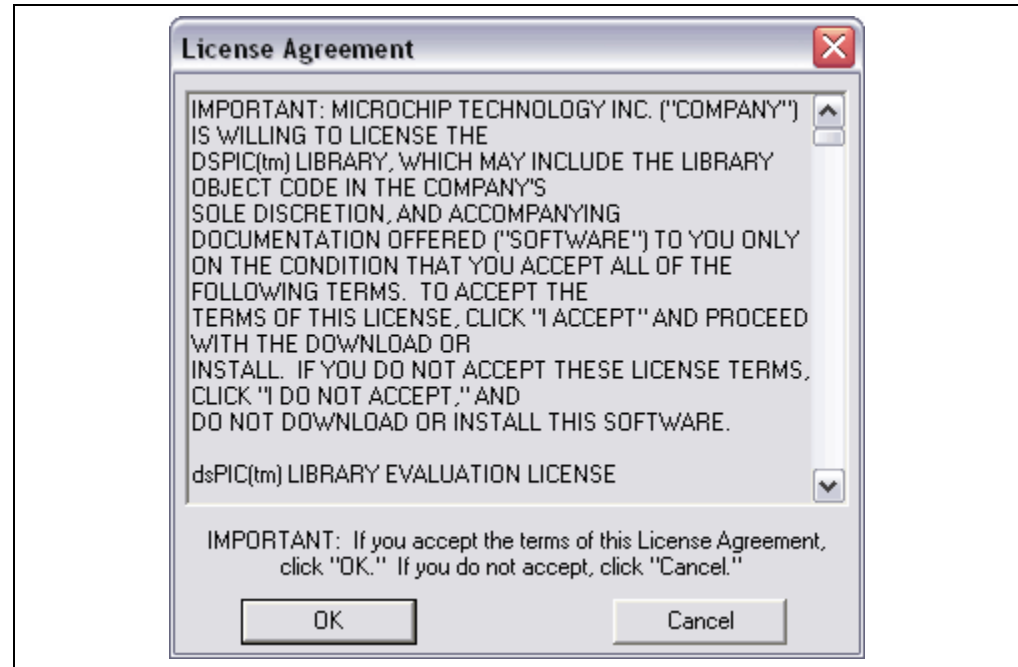 License Agreement
IMPORTANT: MICROCHIP TECHNOLOGY INC. ("COMPANY")
IS WILLING TO LICENSE THE
DSPIC(tm) LIBRARY, WHICH MAY INCLUDE THE LIBRARY
OBJECT CODE IN THE COMPANY'S
SOLE DISCRETION, AND ACCOMPANYING
DOCUMENTATION OFFERED ("SOFTWARE") TO YOU ONLY
ON THE CONDITION THAT YOU ACCEPT ALL OF THE
FOLLOWING TERMS.  TO ACCEPT THE
TERMS OF THIS LICENSE, CLICK "I ACCEPT" AND PROCEED
WITH THE DOWNLOAD OR
INSTALL.  IF YOU DO NOT ACCEPT THESE LICENSE TERMS,
CLICK "I DO NOT ACCEPT," AND
DO NOT DOWNLOAD OR INSTALL THIS SOFTWARE.
dsPIC(tm) LIBRARY EVALUATION LICENSE
IMPORTANT:  If you accept the terms of this License Agreement,
click "OK."  If you do not accept, click "Cancel."
OK
Cancel